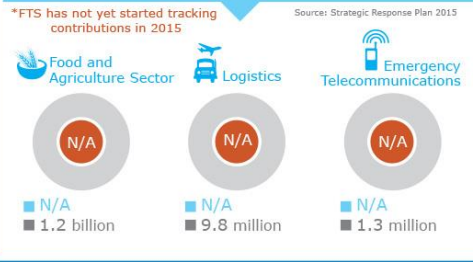 *FTS has not yet started tracking
contributions in 2015
Source: Strategic Response Plan 2015
Food and
Agriculture Sector
Logistics
Emergency
Telecommunications
N/A
N/A
N/A
N/A
1.2 billion
N/A
9.8 million
N/A
1.3 million